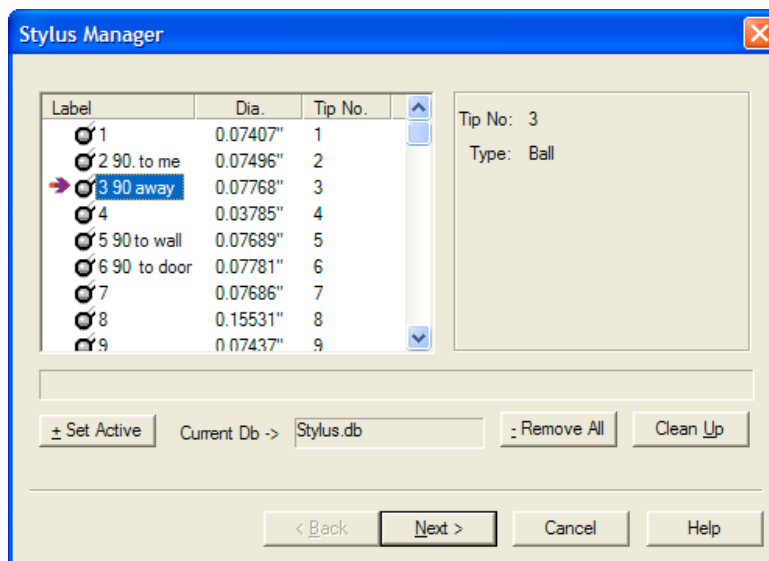 Stylus Manager
Label Dia. Tip No.
1 0.07407" 1
2 90. to me 0.07496" 2
3 90 away 0.07768" 3
4 0.03785" 4
5 90 to wall 0.07689" 5
6 90 to door 0.07781" 6
7 0.07686" 7
8 0.15531" 8
9 0.07437" 9
Tip No: 3
Type: Ball
± Set Active Current Db -> Stylus.db - Remove All Clean Up
< Back Next > Cancel Help